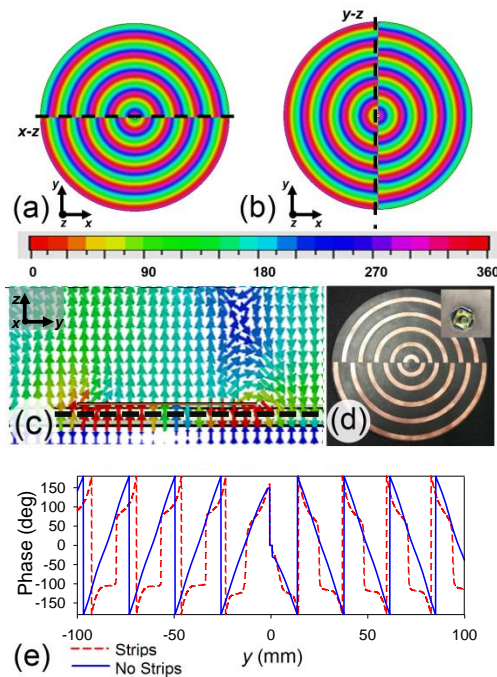 y-z
x-z
y
z x
(a)
y
z x
(b)
0 90 180 270 360
z
x y
(c)
(d)
Phase (deg)
150
100
50
0
-50
-100
-150
-100 -50 0 50 100
(e)
Strips
No Strips
y (mm)